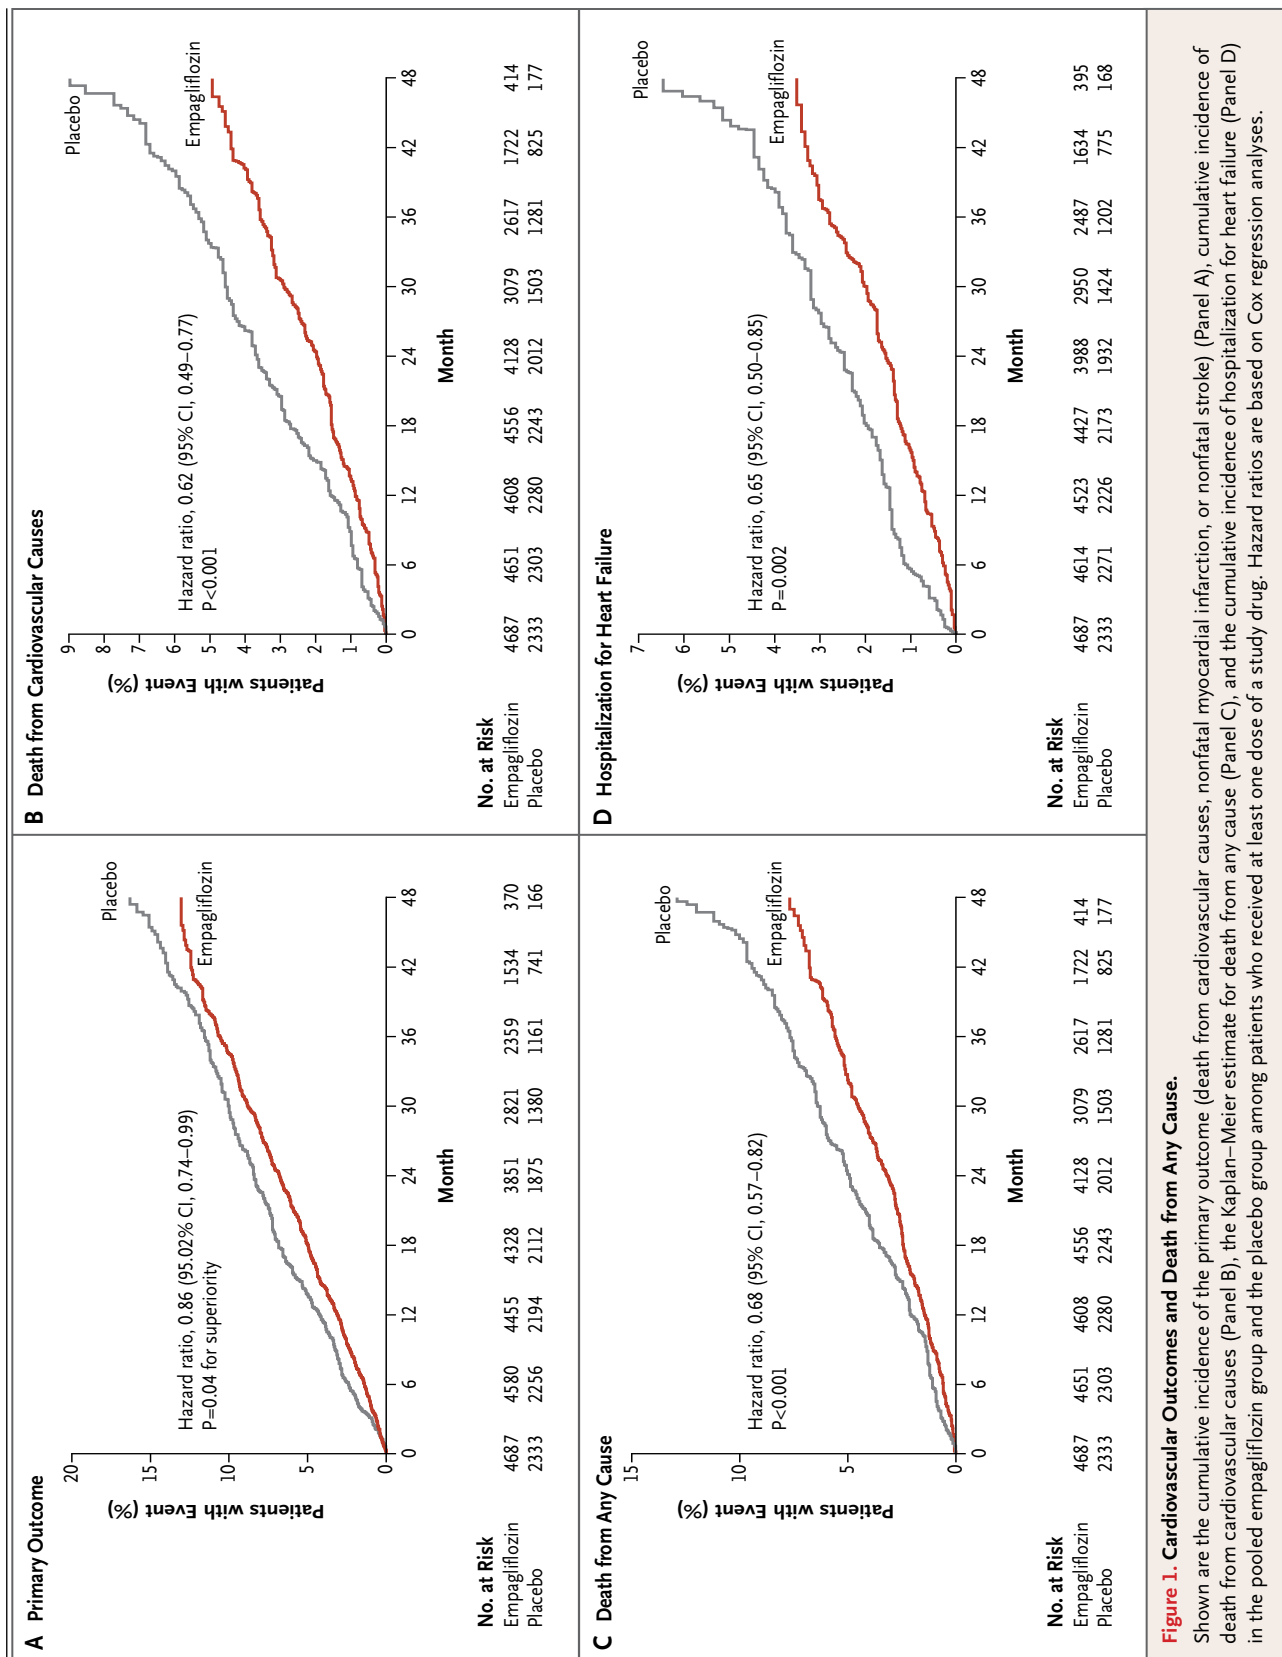 A Primary Outcome
Patients with Event (%)
20
15
10
5
0
0 6 12 18 24 30 36 42 48
Month
Placebo
Empagliflozin
Hazard ratio, 0.86 (95.02% CI, 0.74–0.99)
P=0.04 for superiority
No. at Risk
Empagliflozin 4687 4580 4455 4328 3851 2821 2359 1534 370
Placebo 2333 2256 2194 2112 1875 1380 1161 741 166
B Death from Cardiovascular Causes
Patients with Event (%)
9
8
7
6
5
4
3
2
1
0
0 6 12 18 24 30 36 42 48
Month
Placebo
Empagliflozin
Hazard ratio, 0.62 (95% CI, 0.49–0.77)
P<0.001
No. at Risk
Empagliflozin 4687 4651 4608 4556 4128 3079 2617 1722 414
Placebo 2333 2303 2280 2243 2012 1503 1281 825 177
C Death from Any Cause
Patients with Event (%)
15
10
5
0
0 6 12 18 24 30 36 42 48
Month
Placebo
Empagliflozin
Hazard ratio, 0.68 (95% CI, 0.57–0.82)
P<0.001
No. at Risk
Empagliflozin 4687 4651 4608 4556 4128 3079 2617 1722 414
Placebo 2333 2303 2280 2243 2012 1503 1281 825 177
D Hospitalization for Heart Failure
Patients with Event (%)
7
6
5
4
3
2
1
0
0 6 12 18 24 30 36 42 48
Month
Placebo
Empagliflozin
Hazard ratio, 0.65 (95% CI, 0.50–0.85)
P=0.002
No. at Risk
Empagliflozin 4687 4614 4523 4427 3988 2950 2487 1634 395
Placebo 2333 2271 2226 2173 1932 1424 1202 775 168
Figure 1. Cardiovascular Outcomes and Death from Any Cause.
Shown are the cumulative incidence of the primary outcome (death from cardiovascular causes, nonfatal myocardial infarction, or nonfatal stroke) (Panel A), cumulative incidence of
death from cardiovascular causes (Panel B), the Kaplan–Meier estimate for death from any cause (Panel C), and the cumulative incidence of hospitalization for heart failure (Panel D)
in the pooled empagliflozin group and the placebo group among patients who received at least one dose of a study drug. Hazard ratios are based on Cox regression analyses.